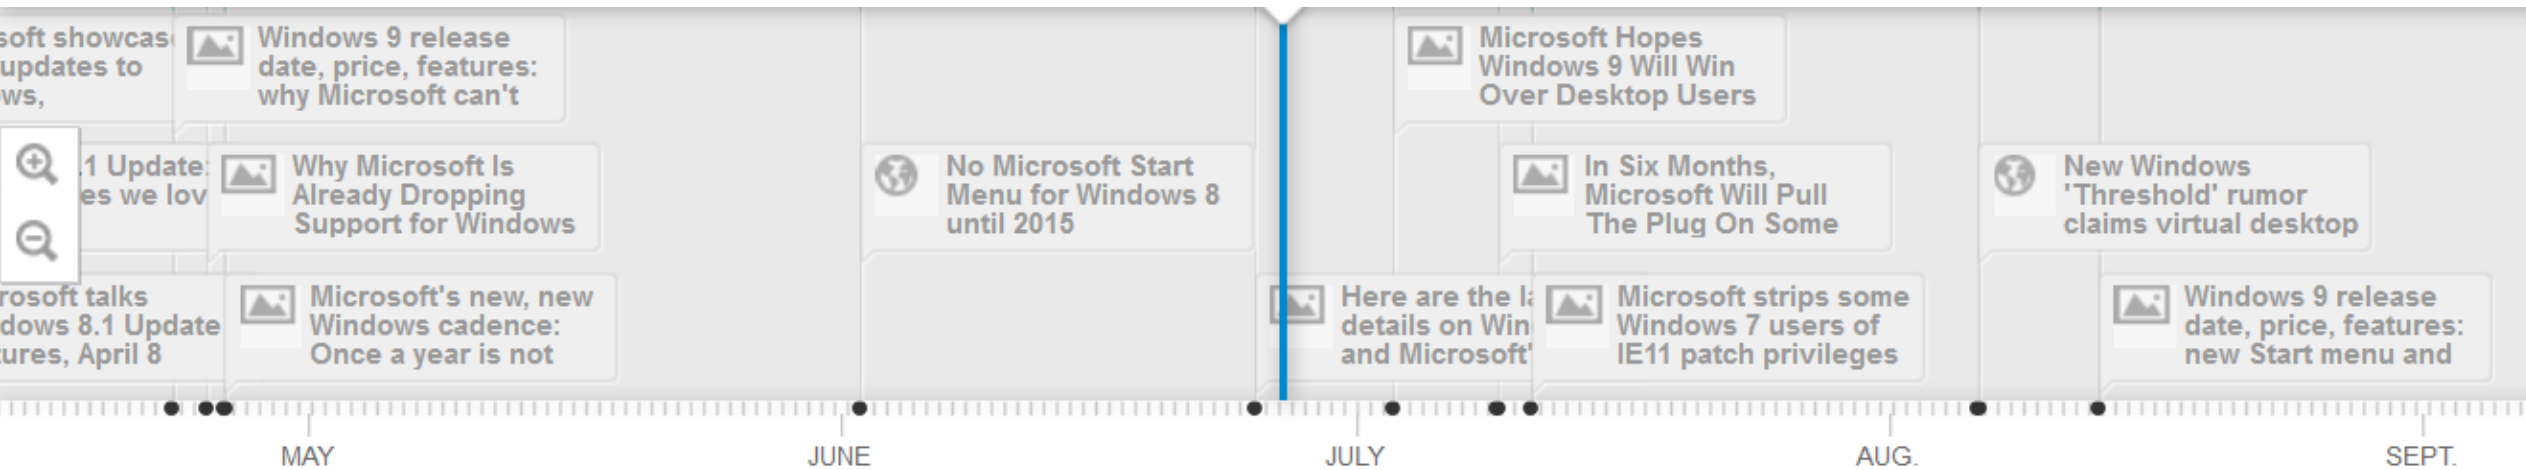 soft showcas
updates to
ws,
Windows 9 release
date, price, features:
why Microsoft can't
Microsoft Hopes
Windows 9 Will Win
Over Desktop Users
.1 Update:
es we lov
Why Microsoft Is
Already Dropping
Support for Windows
No Microsoft Start
Menu for Windows 8
until 2015
In Six Months,
Microsoft Will Pull
The Plug On Some
New Windows
'Threshold' rumor
claims virtual desktop
rosoft talks
dows 8.1 Update
tures, April 8
Microsoft's new, new
Windows cadence:
Once a year is not
Here are the la
details on Win
and Microsoft'
Microsoft strips some
Windows 7 users of
IE11 patch privileges
Windows 9 release
date, price, features:
new Start menu and
MAY
JUNE
JULY
AUG.
SEPT.